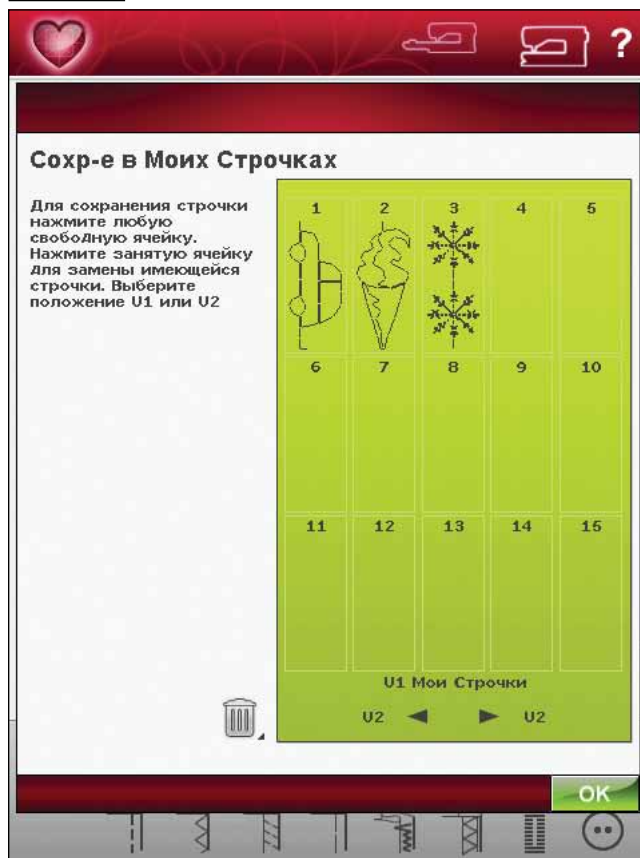 ?
Сохр-е в Моих Строчках
Для сохранения строчки
нажмите любую
свободную ячейку.
Нажмите занятую ячейку
для замены имеющейся
строчки. Выберите
положение U1 или U2
1 2 3 4 5
6 7 8 9 10
11 12 13 14 15
U1 Мои Строчки
U2 U2
OK